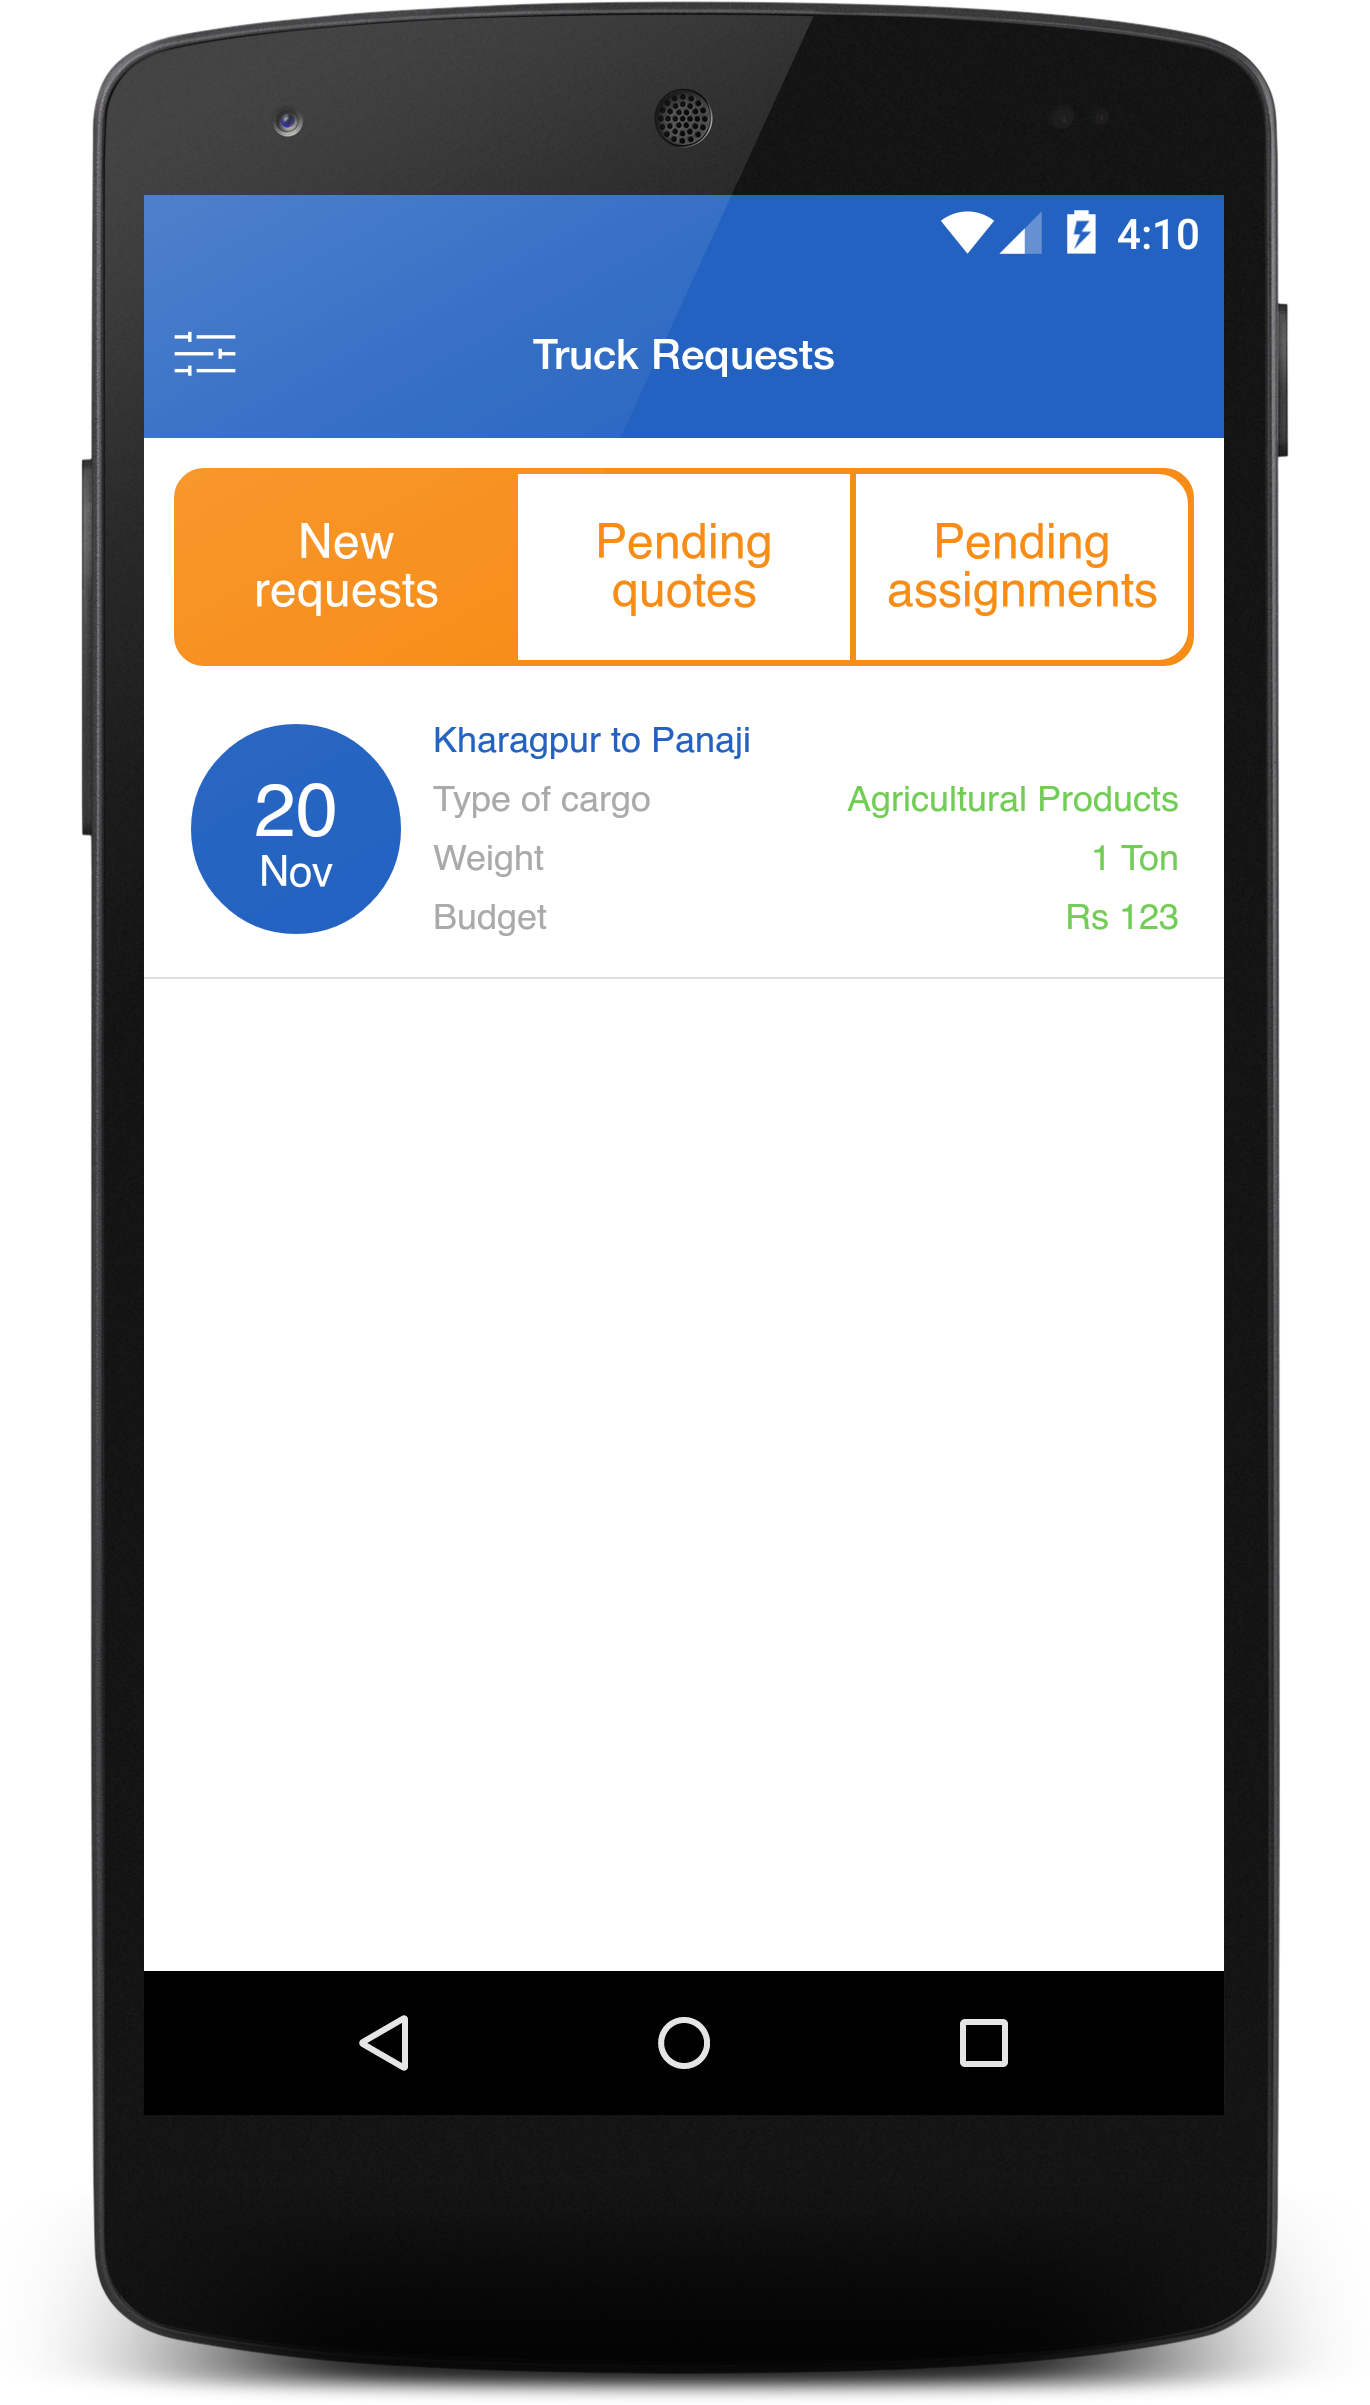 4:10
Truck Requests
New
requests
Pending
quotes
Pending
assignments
20
Nov
Kharagpur to Panaji
Type of cargo
Agricultural Products
Weight
1 Ton
Budget
Rs 123